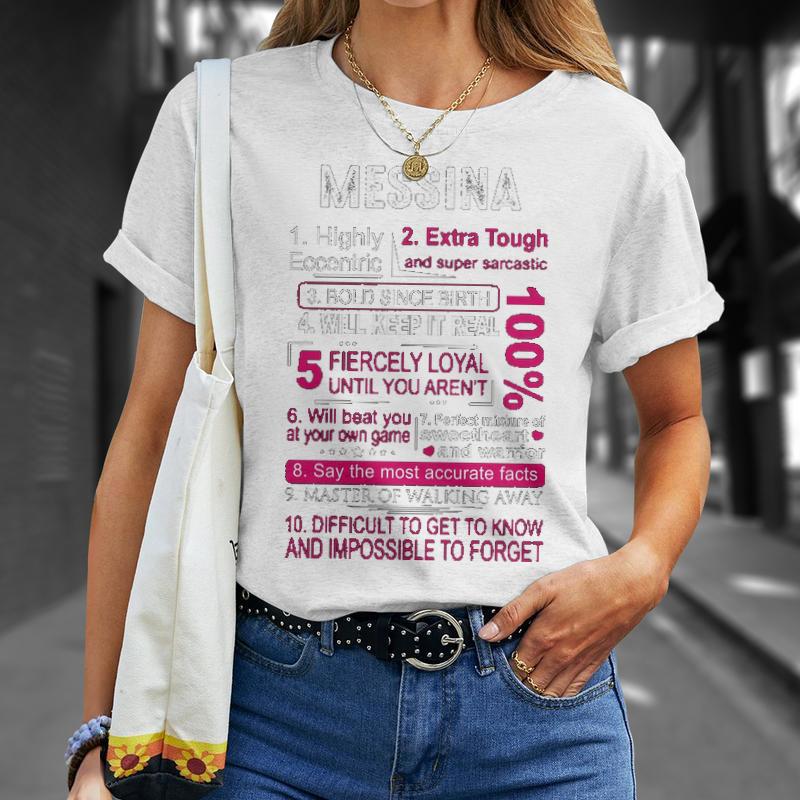 MESSINA
1. Highly
Eccentric
2. Extra Tough
and super sarcastic
3. BOLD SINCE BIRTH
4. WILL KEEP IT REAL
100%
5 FIERCELY LOYAL
UNTIL YOU AREN'T
6. Will beat you
at your own game
7. Perfect mixture of
sweetheart
and warrior
8. Say the most accurate facts
9. MASTER OF WALKING AWAY
10. DIFFICULT TO GET TO KNOW
AND IMPOSSIBLE TO FORGET